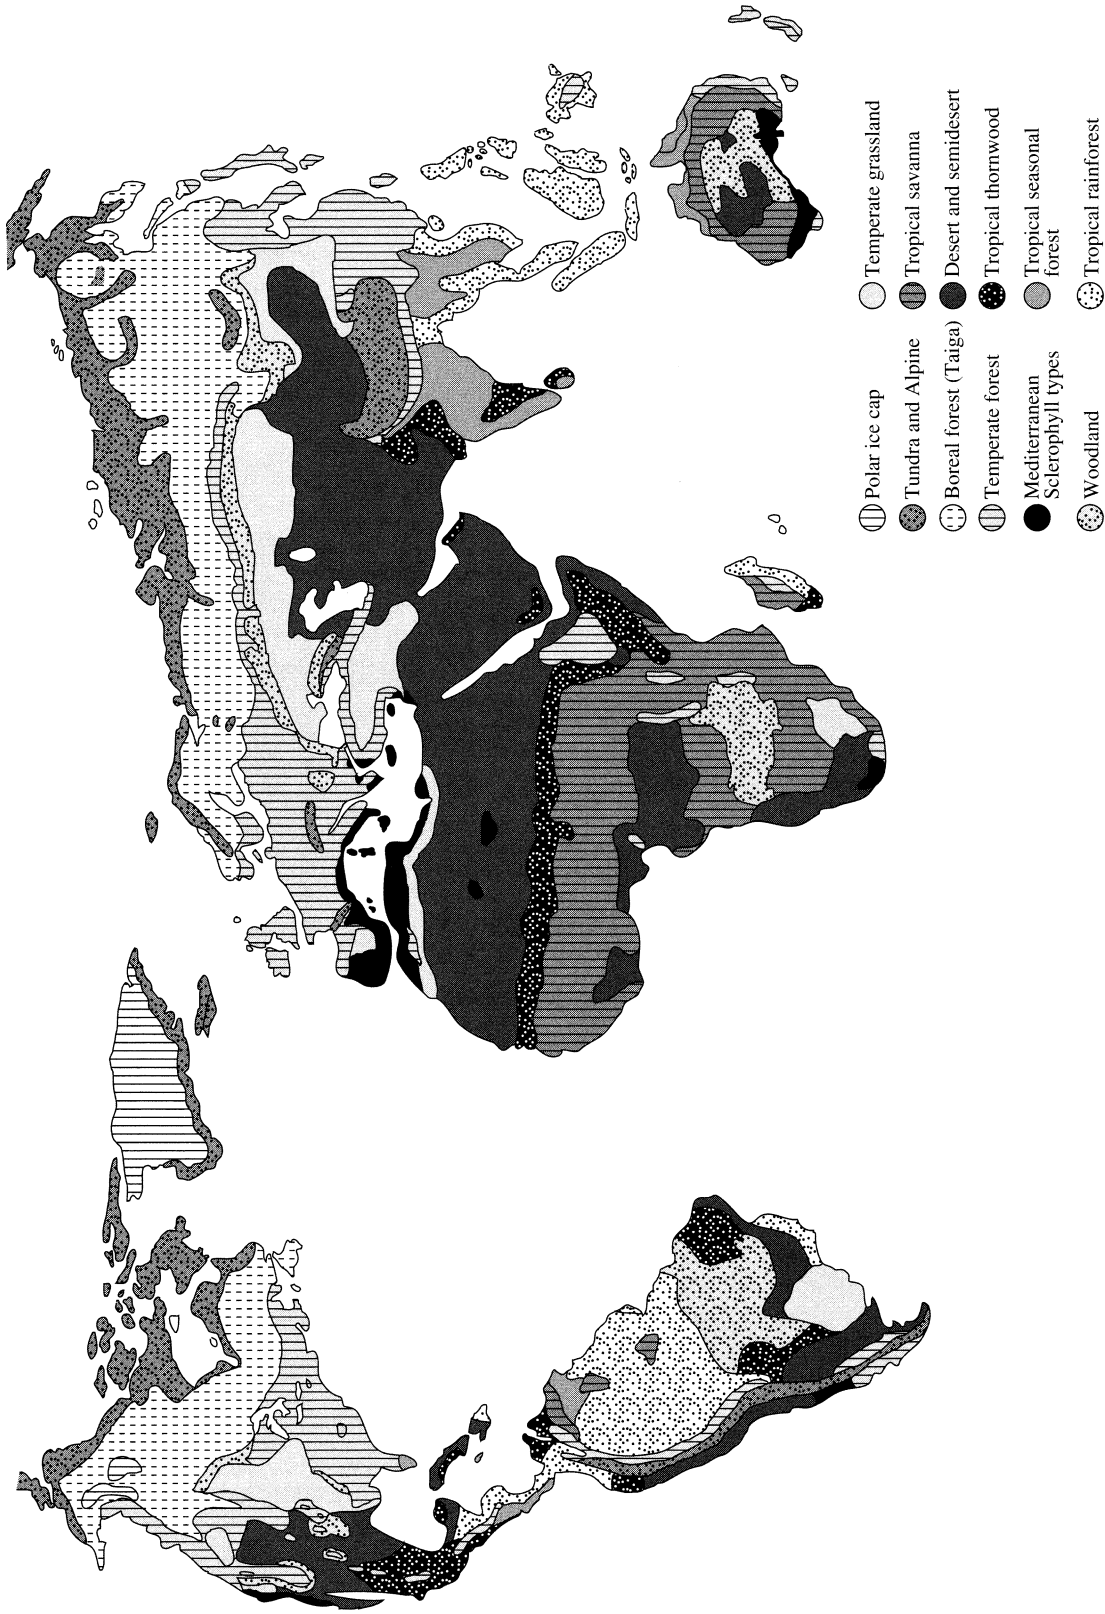 Polar ice cap
Tundra and Alpine
Boreal forest (Taiga)
Temperate forest
Mediterranean
Sclerophyll types
Woodland
Temperate grassland
Tropical savanna
Desert and semidesert
Tropical thornwood
Tropical seasonal
forest
Tropical rainforest